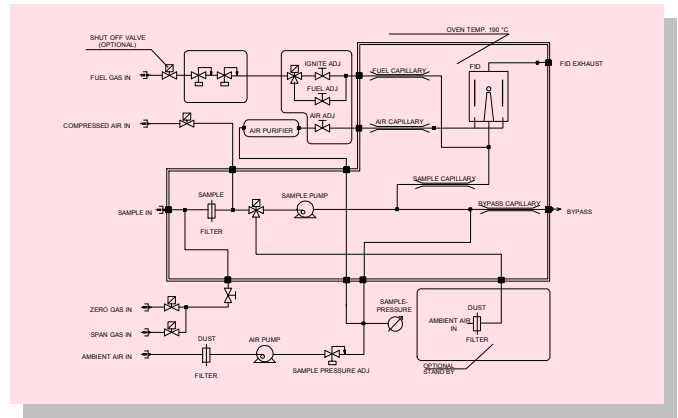 SHUT OFF VALVE
(OPTIONAL)
OVEN TEMP. 190 °C
IGNITE ADJ
FUEL GAS IN
FUEL CAPILLARY
FID
FID EXHAUST
FUEL ADJ
AIR ADJ
COMPRESSED AIR IN
AIR PURIFIER
AIR CAPILLARY
SAMPLE CAPILLARY
SAMPLE
SAMPLE PUMP
BYPASS CAPILLARY
SAMPLE IN
BYPASS
FILTER
ZERO GAS IN
SAMPLE-
PRESSURE
DUST
AMBIENT AIR
IN
FILTER
SPAN GAS IN
DUST
AIR PUMP
AMBIENT AIR IN
FILTER
SAMPLE PRESSURE ADJ
OPTIONAL
STAND BY